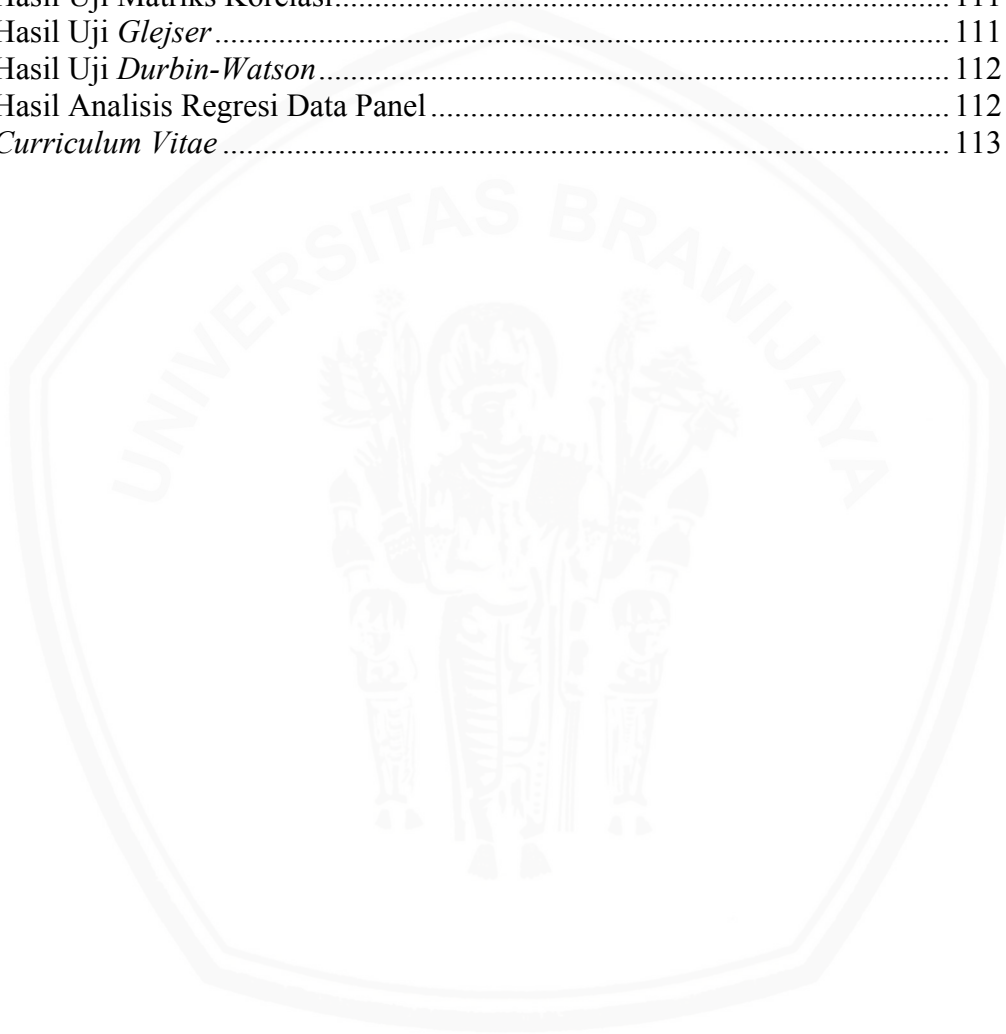 Hasil Uji Matriks Korelasi........................................................................................ 111
Hasil Uji Glejser........................................................................................................ 111
Hasil Uji Durbin-Watson.......................................................................................... 112
Hasil Analisis Regresi Data Panel........................................................................... 112
Curriculum Vitae....................................................................................................... 113
UNIVERSITAS BRAWIJAYA